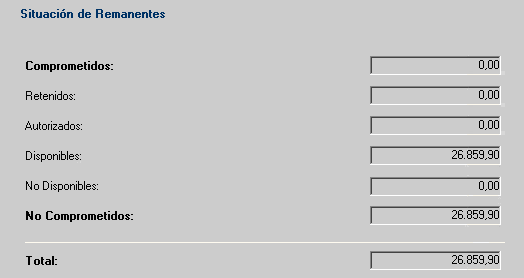 Situación de Remanentes
Comprometidos: 0,00
Retenidos: 0,00
Autorizados: 0,00
Disponibles: 26.859,90
No Disponibles: 0,00
No Comprometidos: 26.859,90
Total: 26.859,90